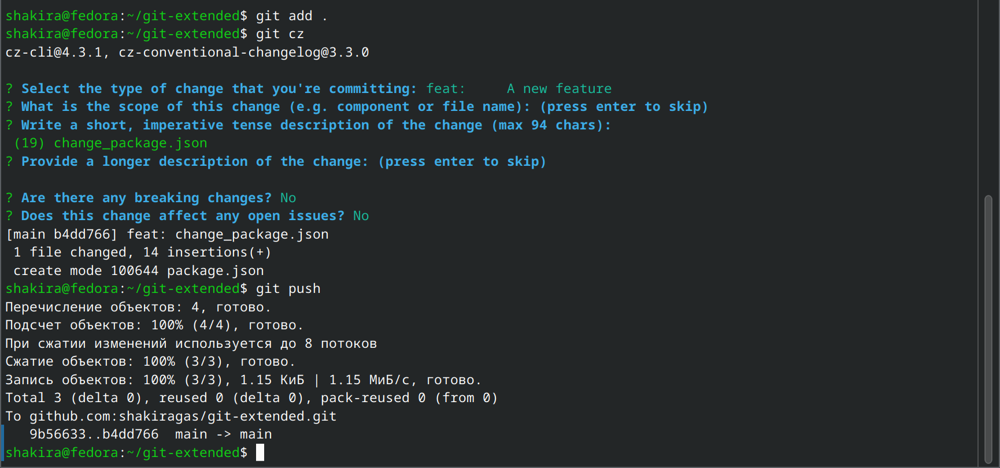 shakira@fedora:~/git-extended$ git add .
shakira@fedora:~/git-extended$ git cz
cz-cli@4.3.1, cz-conventional-changelog@3.3.0
? Select the type of change that you're committing: feat:     A new feature
? What is the scope of this change (e.g. component or file name): (press enter to skip)
? Write a short, imperative tense description of the change (max 94 chars):
 (19) change_package.json
? Provide a longer description of the change: (press enter to skip)
? Are there any breaking changes? No
? Does this change affect any open issues? No
[main b4dd766] feat: change_package.json
 1 file changed, 14 insertions(+)
 create mode 100644 package.json
shakira@fedora:~/git-extended$ git push
Перечисление объектов: 4, готово.
Подсчет объектов: 100% (4/4), готово.
При сжатии изменений используется до 8 потоков
Сжатие объектов: 100% (3/3), готово.
Запись объектов: 100% (3/3), 1.15 КиБ | 1.15 МиБ/с, готово.
Total 3 (delta 0), reused 0 (delta 0), pack-reused 0 (from 0)
To github.com:shakiragas/git-extended.git
   9b56633..b4dd766  main -> main
shakira@fedora:~/git-extended$